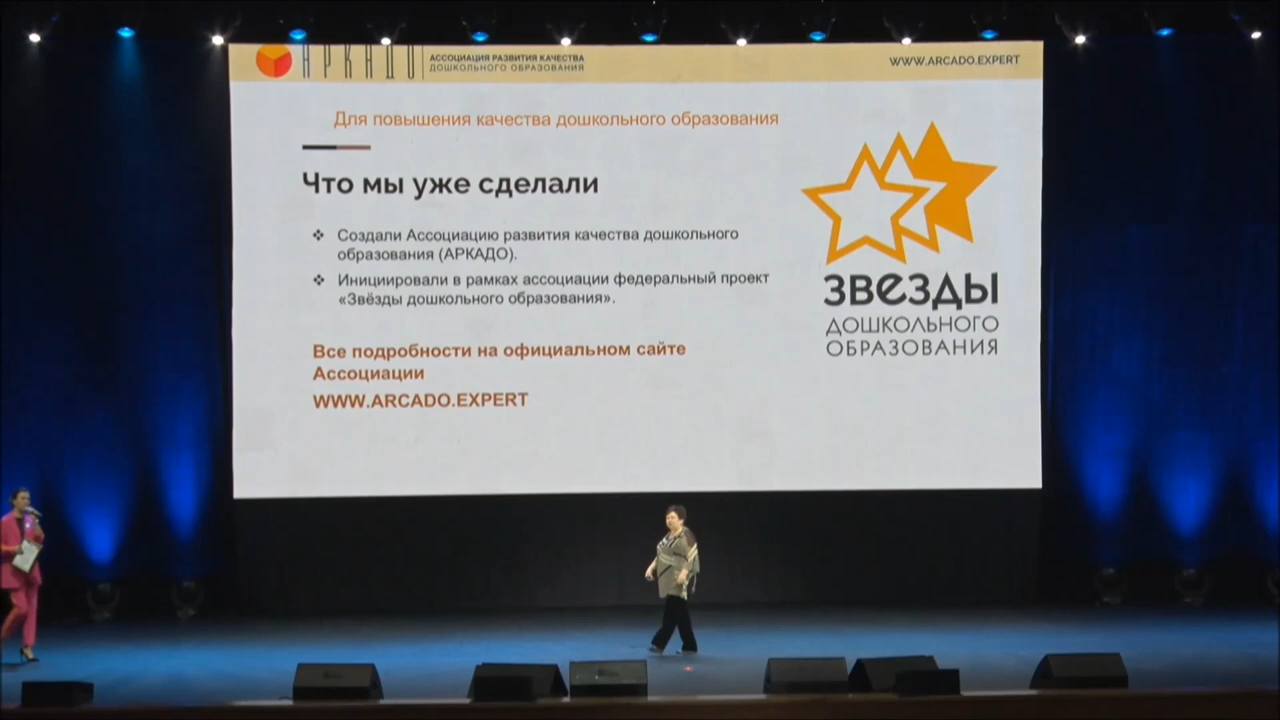 АРКАДО
АССОЦИАЦИЯ РАЗВИТИЯ КАЧЕСТВА
ДОШКОЛЬНОГО ОБРАЗОВАНИЯ
WWW.ARCADO.EXPERT
Для повышения качества дошкольного образования
Что мы уже сделали
❖ Создали Ассоциацию развития качества дошкольного
образования (АРКАДО).
❖ Инициировали в рамках ассоциации федеральный проект
«Звёзды дошкольного образования».
Все подробности на официальном сайте
Ассоциации
WWW.ARCADO.EXPERT
ЗВЕЗДЫ
ДОШКОЛЬНОГО
ОБРАЗОВАНИЯ